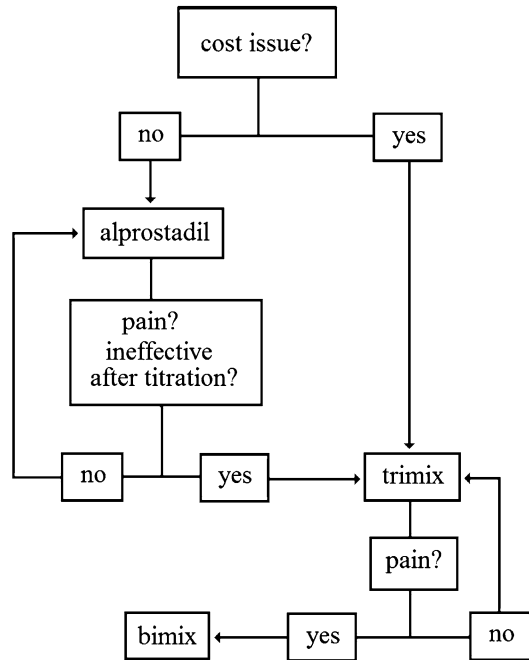 cost issue?
no
yes
alprostadil
pain?
ineffective
after titration?
no
yes
trimix
pain?
bimix
yes
no